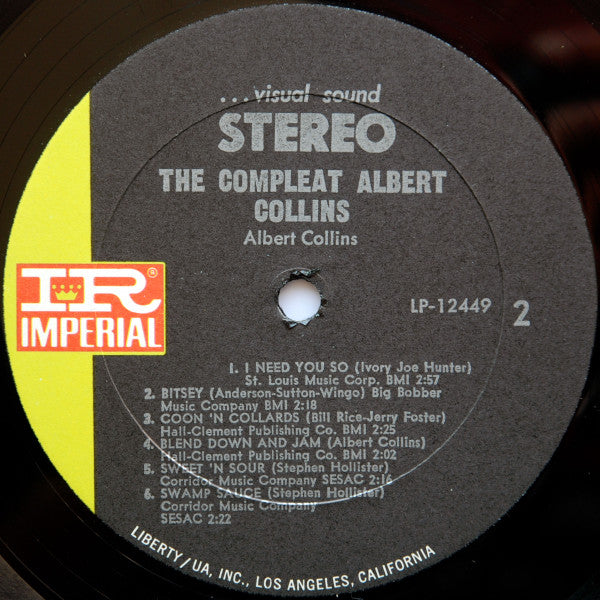 ...visual sound
STEREO
THE COMPLEAT ALBERT
COLLINS
Albert Collins
IR®
IMPERIAL
LP-12449 2
1. I NEED YOU SO (Ivory Joe Hunter)
St. Louis Music Corp. BMI 2:57
2. BITSEY (Anderson-Sutton-Wingo) Big Bobber
Music Company BMI 2:18
3. COON 'N COLLARDS (Bill Rice-Jerry Foster)
Hall-Clement Publishing Co. BMI 2:25
4. BLEND DOWN AND JAM (Albert Collins)
Hall-Clement Publishing Co. BMI 2:02
5. SWEET 'N SOUR (Stephen Hollister)
Corridor Music Company SESAC 2:16
6. SWAMP SAUCE (Stephen Hollister)
Corridor Music Company
SESAC 2:22
LIBERTY/UA, INC., LOS ANGELES, CALIFORNIA